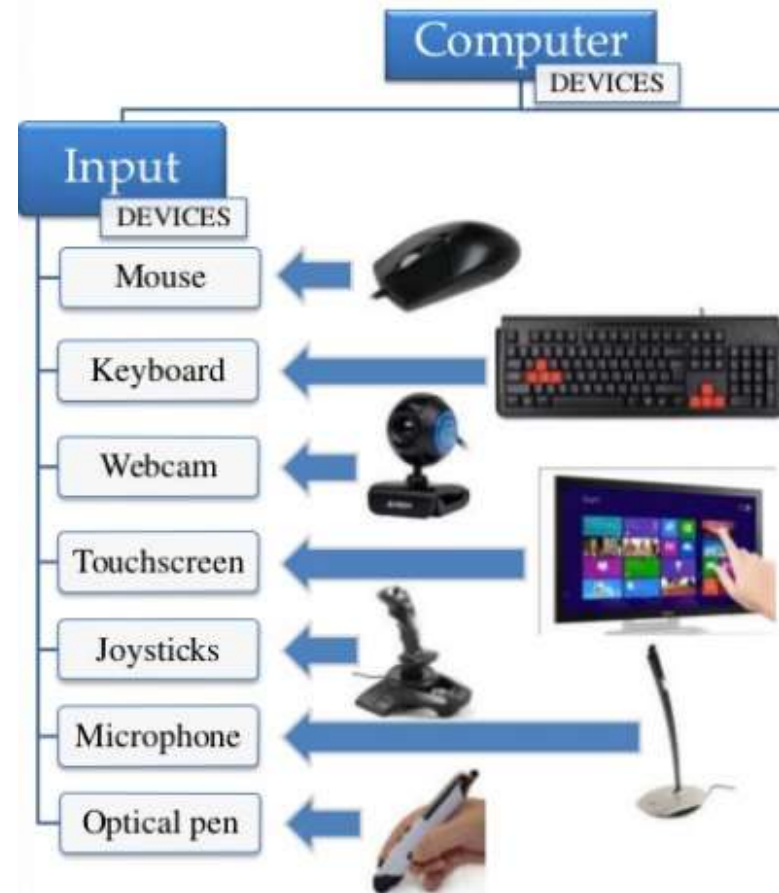 Computer
DEVICES
Input
DEVICES
Mouse
Keyboard
Webcam
Touchscreen
Joysticks
Microphone
Optical pen